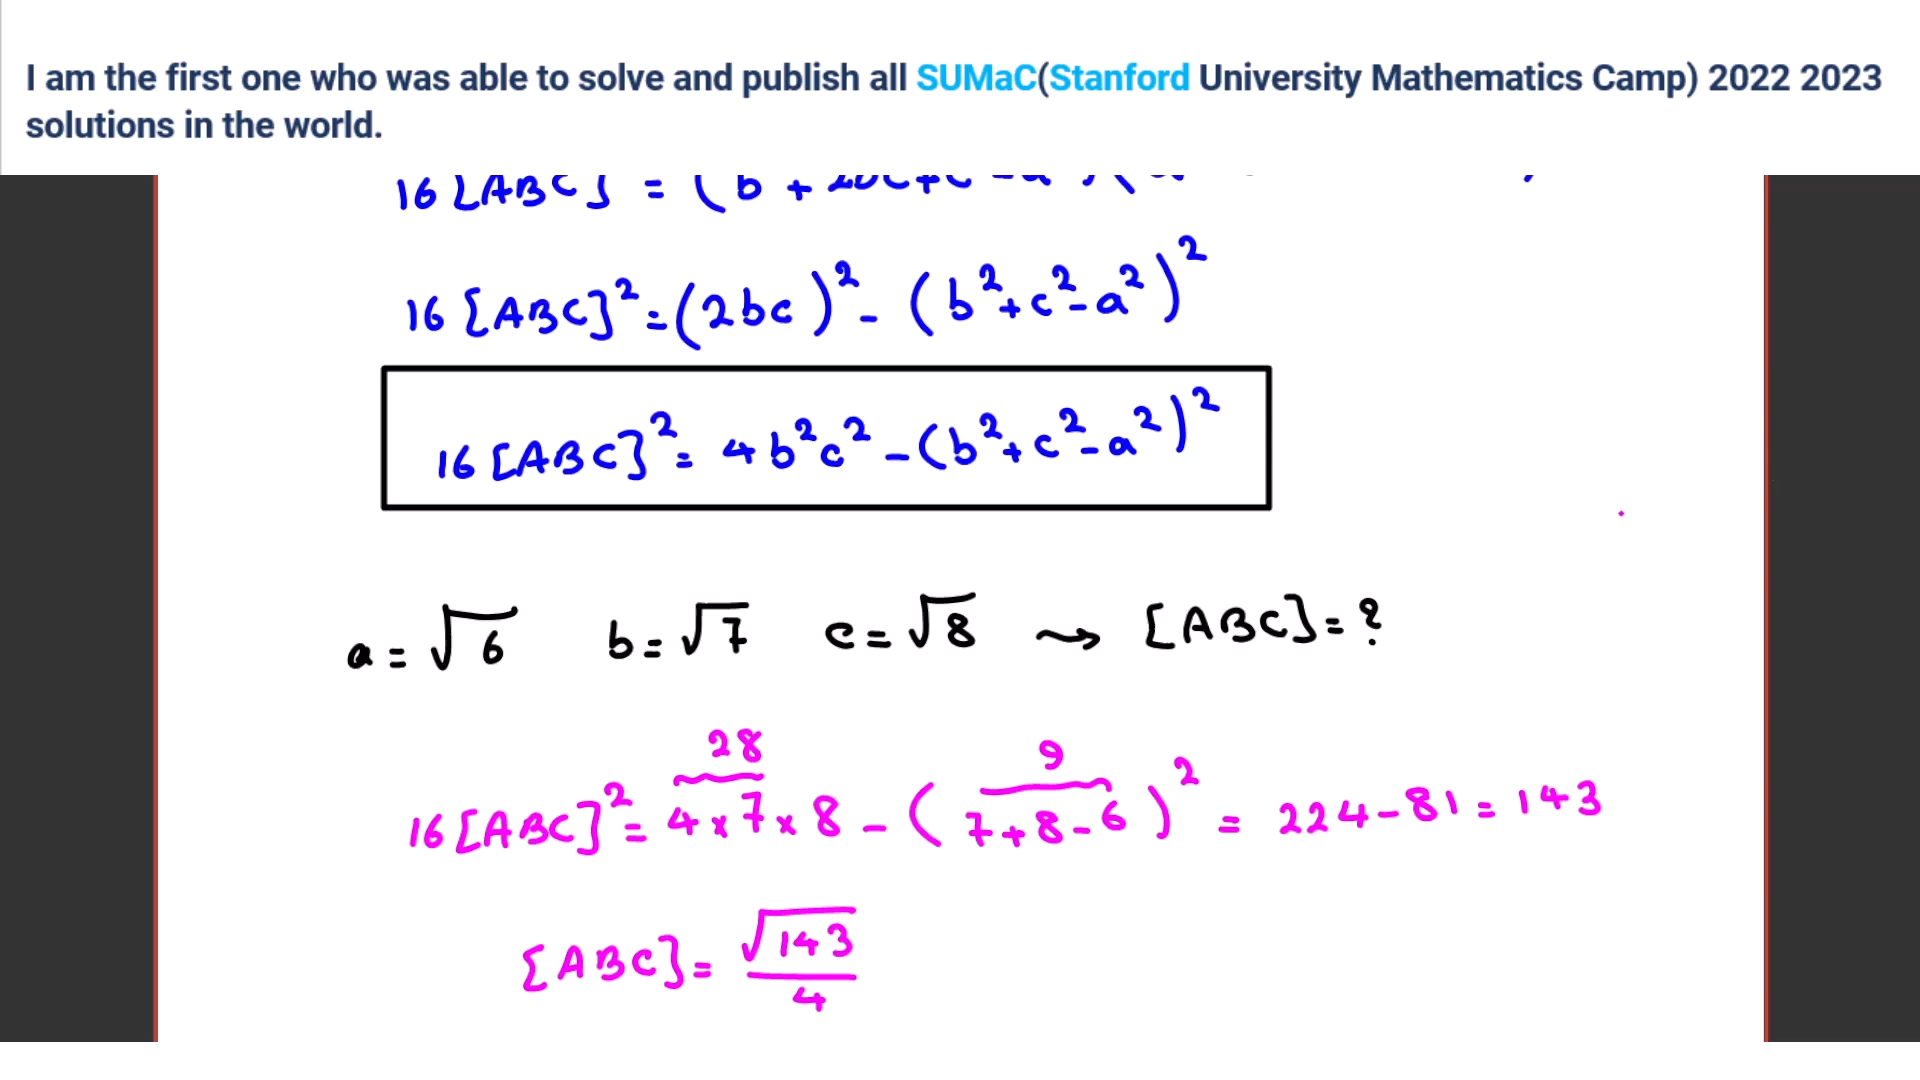 I am the first one who was able to solve and publish all SUMaC(Stanford University Mathematics Camp) 2022 2023
solutions in the world.
16 [ABC] = (b +
16 [ABC]² = (2bc)² - (b²+c²-a²)²
16 [ABC]² = 4b²c² - (b²+c²-a²)²
a = √6 b = √7 c = √8 ⇝ [ABC] = ?
28 9
16 [ABC]² = 4×7×8 - (7+8-6)² = 224-81 = 143
[ABC] = √143
4